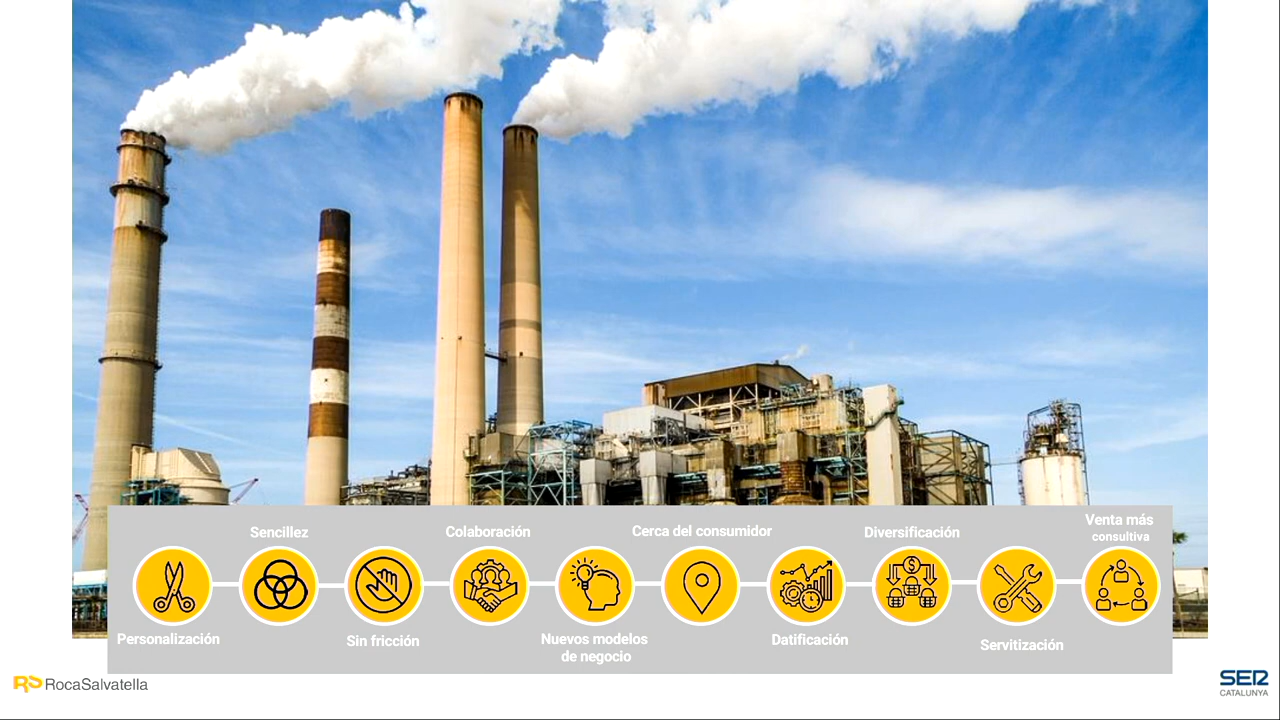 Sencillez
Colaboración
Cerca del consumidor
Diversificación
Venta más
consultiva
Personalización
Sin fricción
Nuevos modelos
de negocio
Datificación
Servitización
RocaSalvatella
SER
CATALUNYA